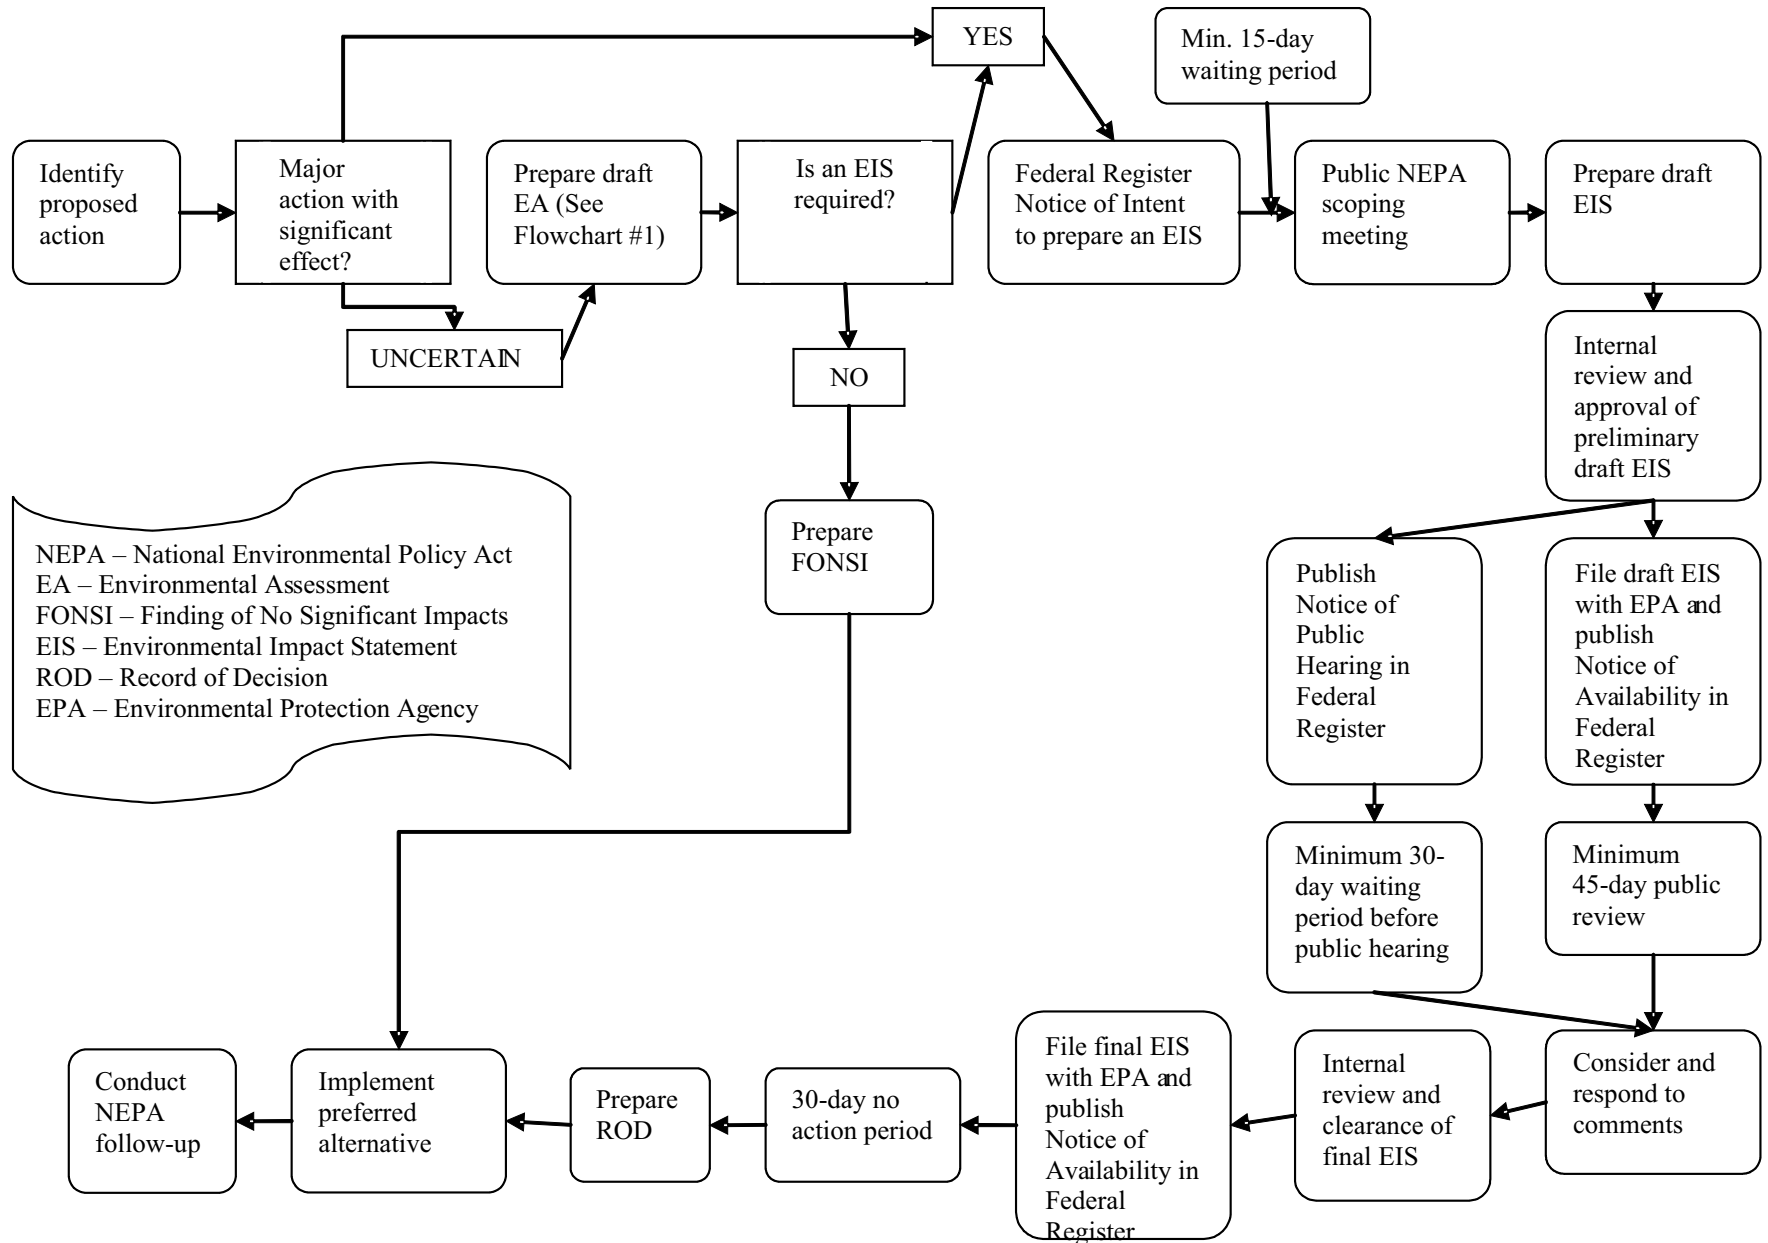 YES
Min. 15-day
waiting period
Identify
proposed
action
Major
action with
significant
effect?
Prepare draft
EA (See
Flowchart #1)
Is an EIS
required?
Federal Register
Notice of Intent
to prepare an EIS
Public NEPA
scoping
meeting
Prepare draft
EIS
UNCERTAIN
NO
Internal
review and
approval of
preliminary
draft EIS
NEPA – National Environmental Policy Act
EA – Environmental Assessment
FONSI – Finding of No Significant Impacts
EIS – Environmental Impact Statement
ROD – Record of Decision
EPA – Environmental Protection Agency
Prepare
FONSI
Publish
Notice of
Public
Hearing in
Federal
Register
File draft EIS
with EPA and
publish
Notice of
Availability in
Federal
Register
Minimum 30-
day waiting
period before
public hearing
Minimum
45-day public
review
Conduct
NEPA
follow-up
Implement
preferred
alternative
Prepare
ROD
30-day no
action period
File final EIS
with EPA and
publish
Notice of
Availability in
Federal
Register
Internal
review and
clearance of
final EIS
Consider and
respond to
comments